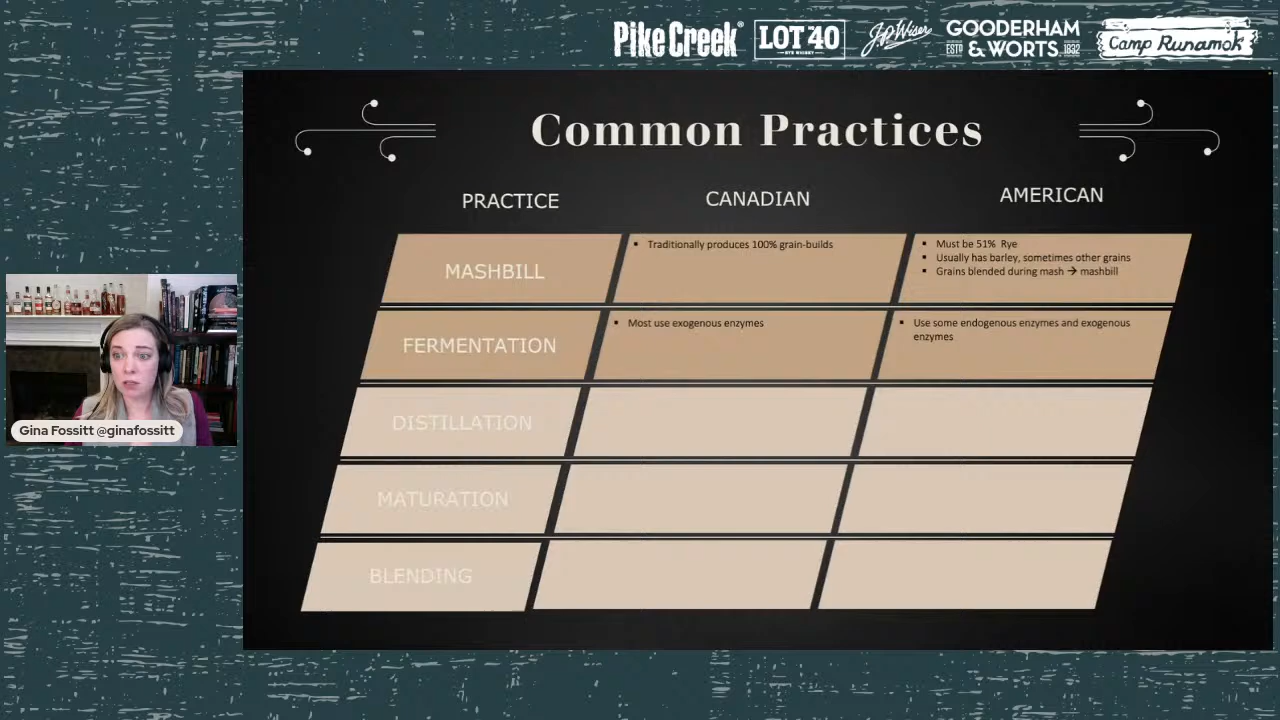 PikeCreek®
LOT 40
RYE WHISKY
J.P. Wiser's
GOODERHAM
ESTD & WORTS 1832
Camp Runamok
Common Practices
PRACTICE CANADIAN AMERICAN
MASHBILL
▪ Traditionally produces 100% grain-builds
▪ Must be 51% Rye
▪ Usually has barley, sometimes other grains
▪ Grains blended during mash → mashbill
FERMENTATION
▪ Most use exogenous enzymes
▪ Use some endogenous enzymes and exogenous
enzymes
DISTILLATION
MATURATION
BLENDING
Gina Fossitt @ginafossitt